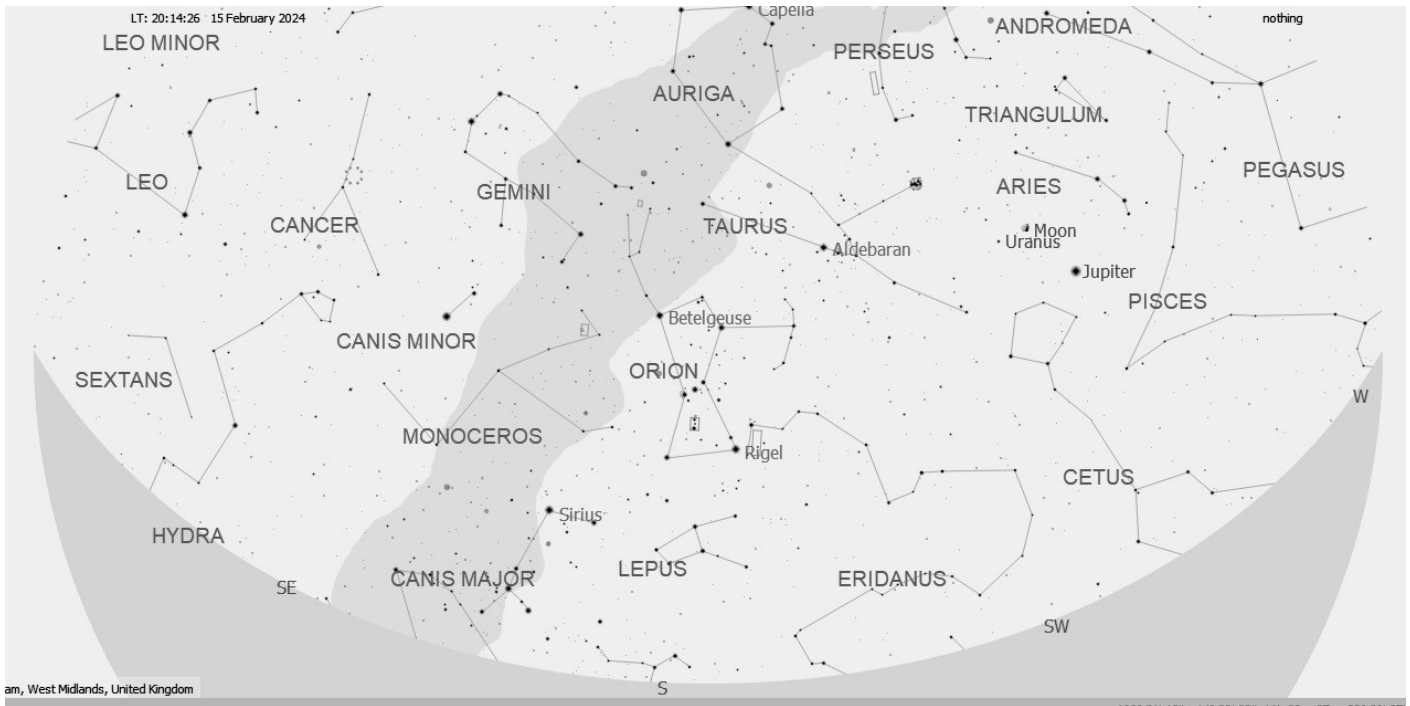 LT: 20:14:26 15 February 2024
nothing
Capella
ANDROMEDA
LEO MINOR
PERSEUS
AURIGA
TRIANGULUM
PEGASUS
LEO
GEMINI
ARIES
CANCER
TAURUS
Moon
Uranus
Aldebaran
Jupiter
PISCES
Betelgeuse
CANIS MINOR
ORION
SEXTANS
W
MONOCEROS
Rigel
CETUS
Sirius
HYDRA
LEPUS
CANIS MAJOR
ERIDANUS
SE
SW
S
am, West Midlands, United Kingdom